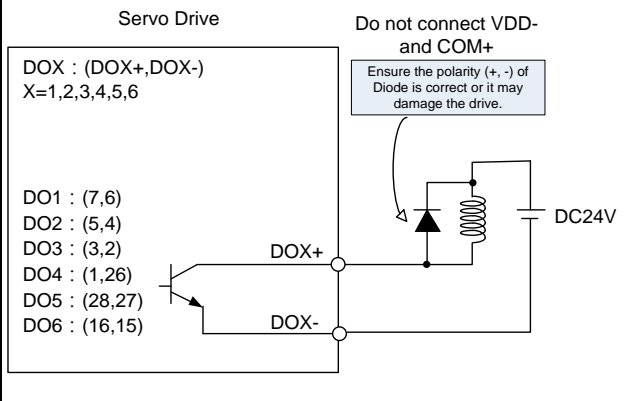 Servo Drive
Do not connect VDD-
and COM+
Ensure the polarity (+, -) of
Diode is correct or it may
damage the drive.
DOX : (DOX+,DOX-)
X=1,2,3,4,5,6
DO1 : (7,6)
DO2 : (5,4)
DO3 : (3,2)
DO4 : (1,26)
DO5 : (28,27)
DO6 : (16,15)
DOX+
DOX-
DC24V